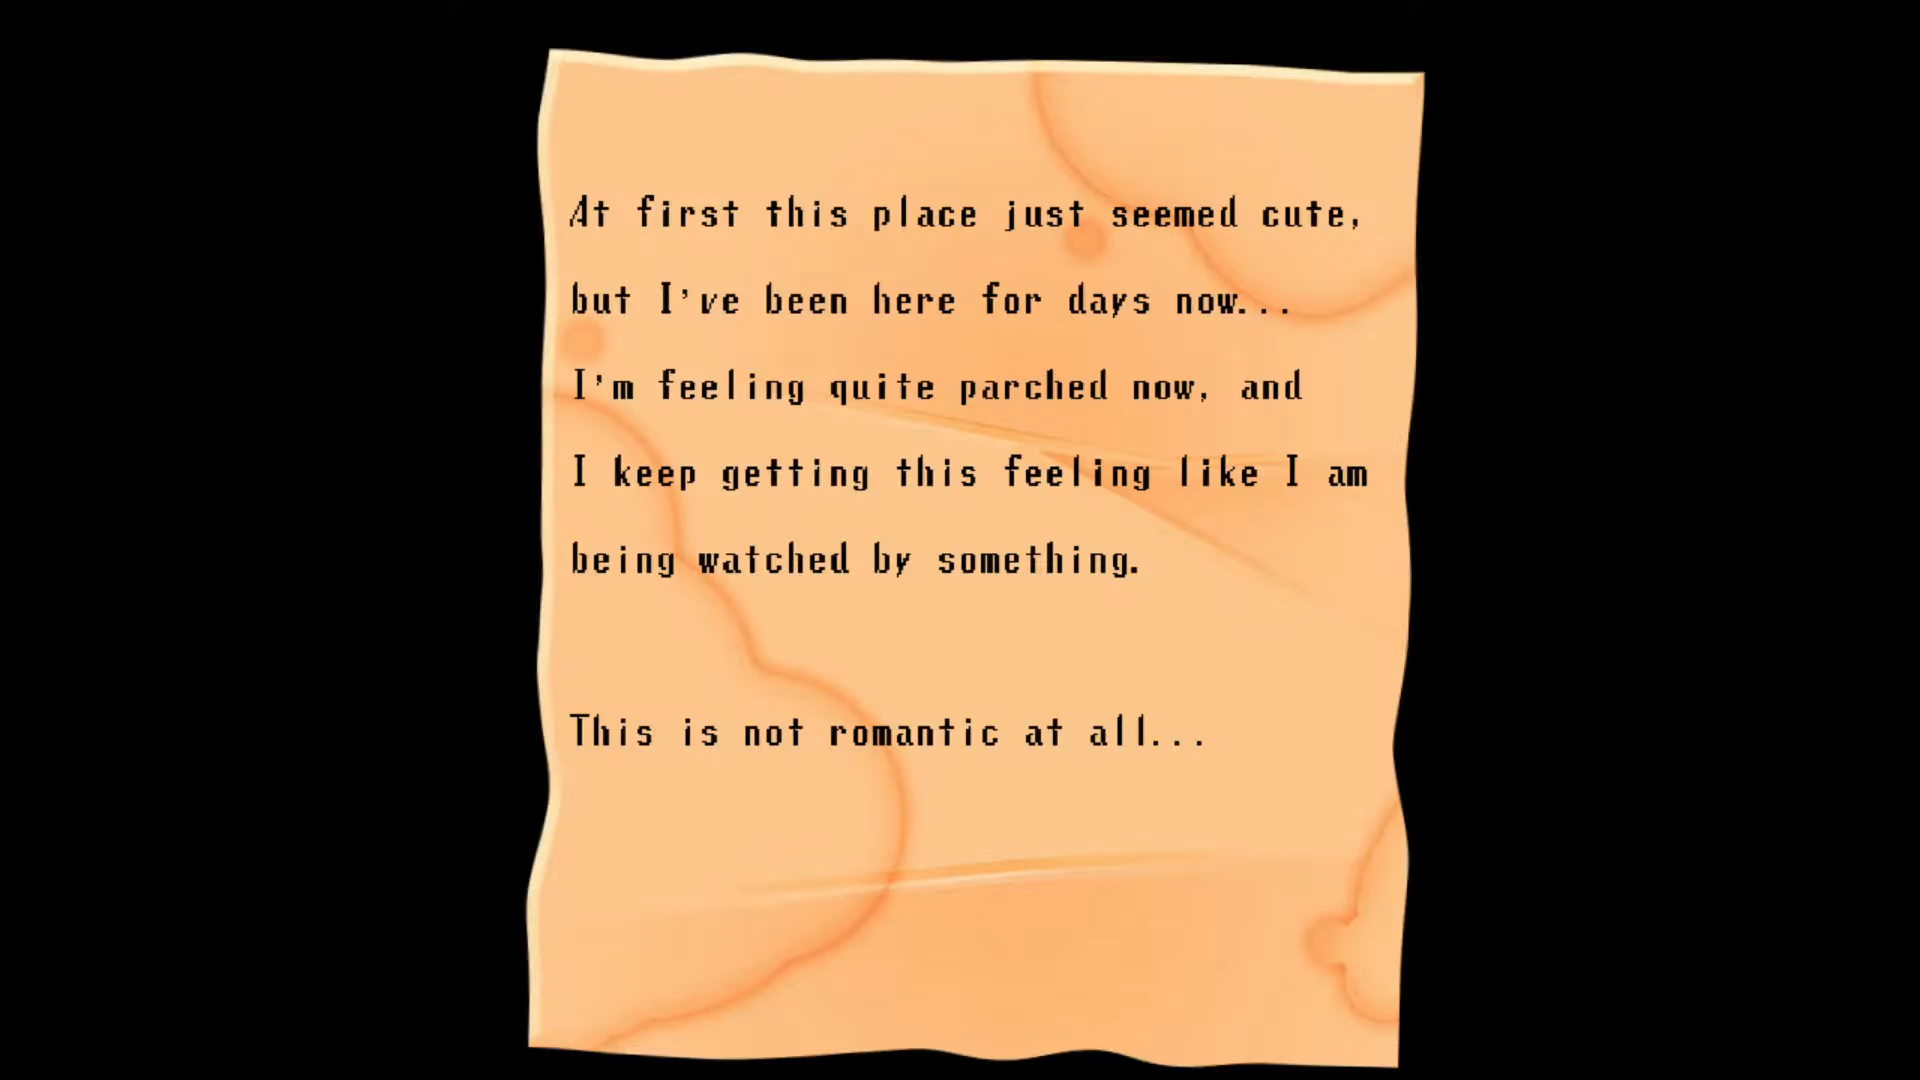 At first this place just seemed cute,
but I've been here for days now...
I'm feeling quite parched now, and
I keep getting this feeling like I am
being watched by something.
This is not romantic at all...